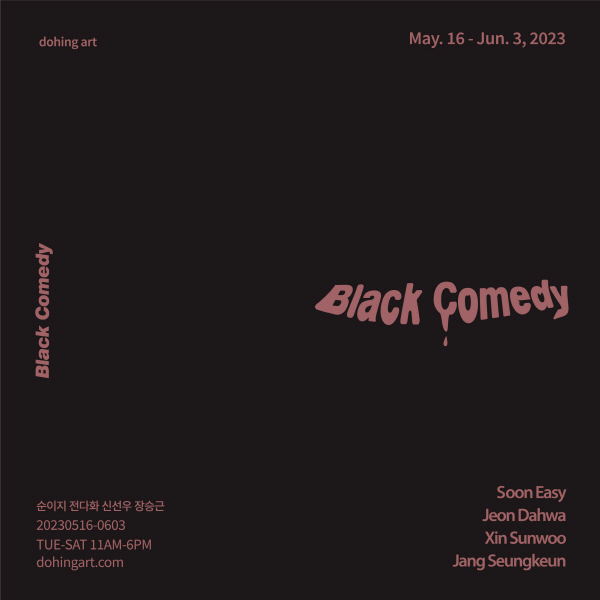 dohing art
May. 16 - Jun. 3, 2023
Black Comedy
Black Comedy
순이지 전다화 신선우 장승근
20230516-0603
TUE-SAT 11AM-6PM
dohingart.com
Soon Easy
Jeon Dahwa
Xin Sunwoo
Jang Seungkeun